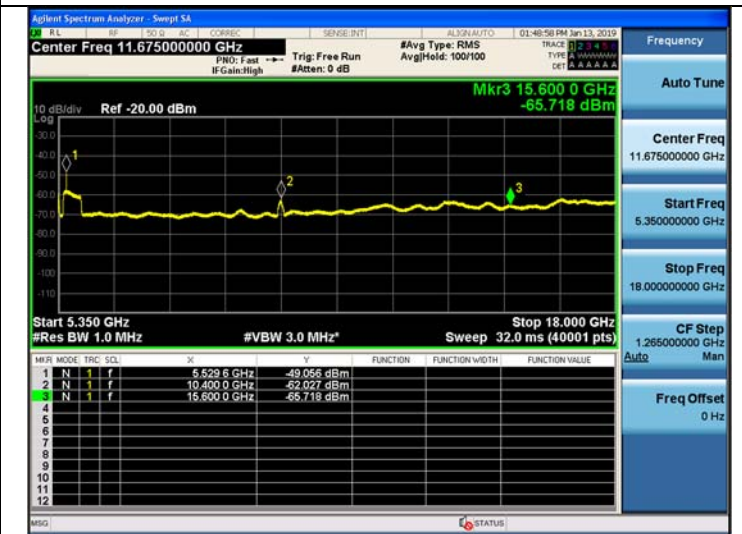 Agilent Spectrum Analyzer - Swept SA
RL RF 50 Ω AC CORREC SENSE:INT ALIGN AUTO 01:48:58 PM Jan 13, 2019
Center Freq 11.675000000 GHz #Avg Type: RMS TRACE 1 2 3 4 5 6
PNO: Fast Trig: Free Run Avg|Hold: 100/100 TYPE A
IFGain:High #Atten: 0 dB DET A A A A A A
Mkr3 15.600 0 GHz
-65.718 dBm
10 dB/div Ref -20.00 dBm
Log
-30.0
-40.0
-50.0
-60.0
-70.0
-80.0
-90.0
-100
-110
1
2
3
Start 5.350 GHz Stop 18.000 GHz
#Res BW 1.0 MHz #VBW 3.0 MHz* Sweep 32.0 ms (40001 pts)
MKR MODE TRC SCL X Y FUNCTION FUNCTION WIDTH FUNCTION VALUE
1 N 1 f 5.529 6 GHz -49.056 dBm
2 N 1 f 10.400 0 GHz -62.027 dBm
3 N 1 f 15.600 0 GHz -65.718 dBm
4
5
6
7
8
9
10
11
12
MSG STATUS
Frequency
Auto Tune
Center Freq
11.675000000 GHz
Start Freq
5.350000000 GHz
Stop Freq
18.000000000 GHz
CF Step
1.265000000 GHz
Auto Man
Freq Offset
0 Hz